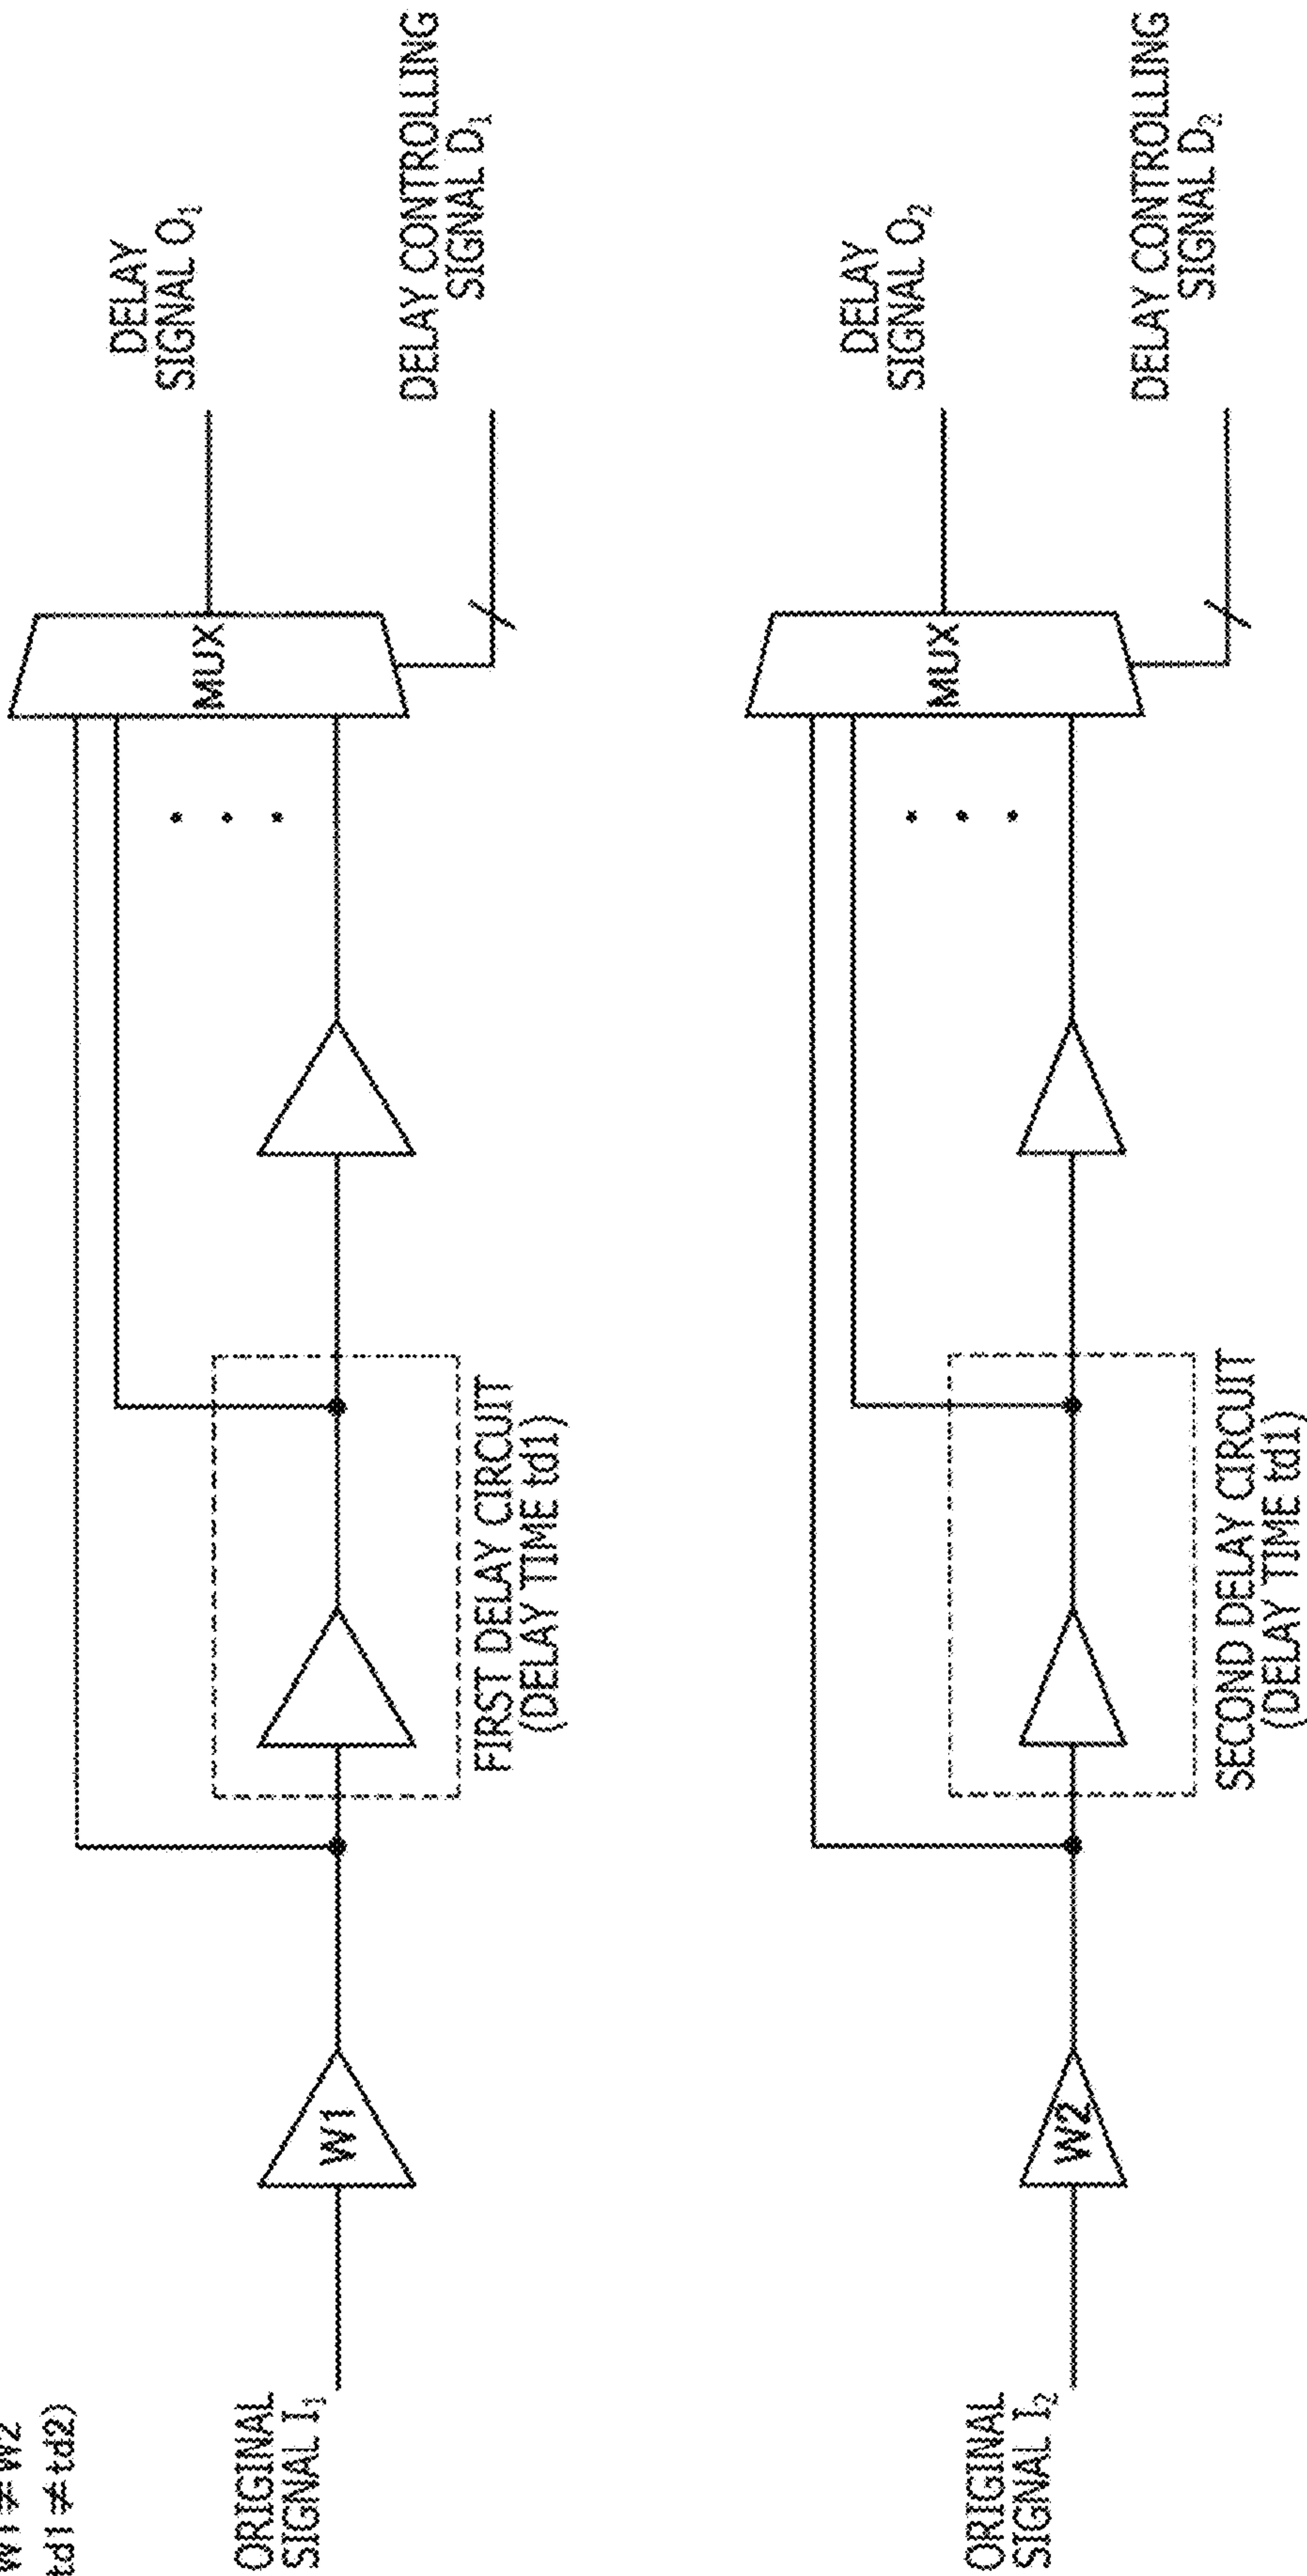 W1≠W2
td1≠td2)
ORIGINAL
SIGNAL I₁
W1
FIRST DELAY CIRCUIT
(DELAY TIME td1)
MUX
DELAY
SIGNAL O₁
DELAY CONTROLLING
SIGNAL D₁
ORIGINAL
SIGNAL I₂
W2
SECOND DELAY CIRCUIT
(DELAY TIME td1)
MUX
DELAY
SIGNAL O₂
DELAY CONTROLLING
SIGNAL D₂